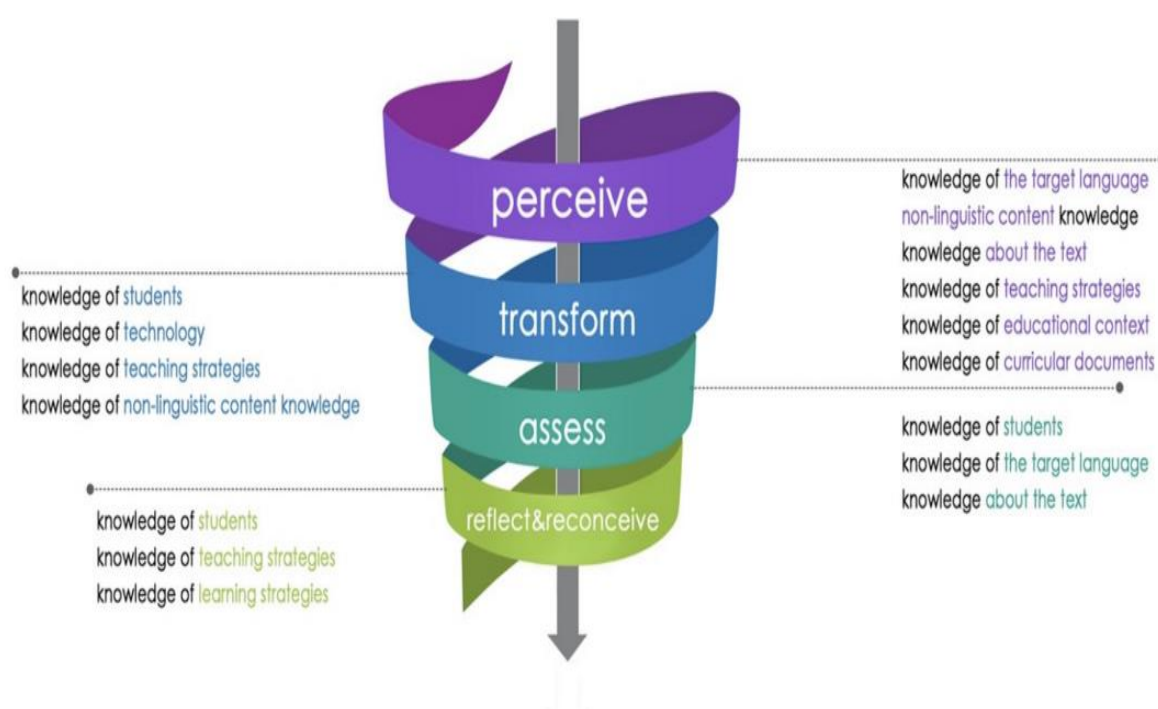 perceive
knowledge of the target language
non-linguistic content knowledge
knowledge about the text
knowledge of teaching strategies
knowledge of educational context
knowledge of curricular documents
transform
knowledge of students
knowledge of technology
knowledge of teaching strategies
knowledge of non-linguistic content knowledge
assess
knowledge of students
knowledge of the target language
knowledge about the text
reflect&reconceive
knowledge of students
knowledge of teaching strategies
knowledge of learning strategies